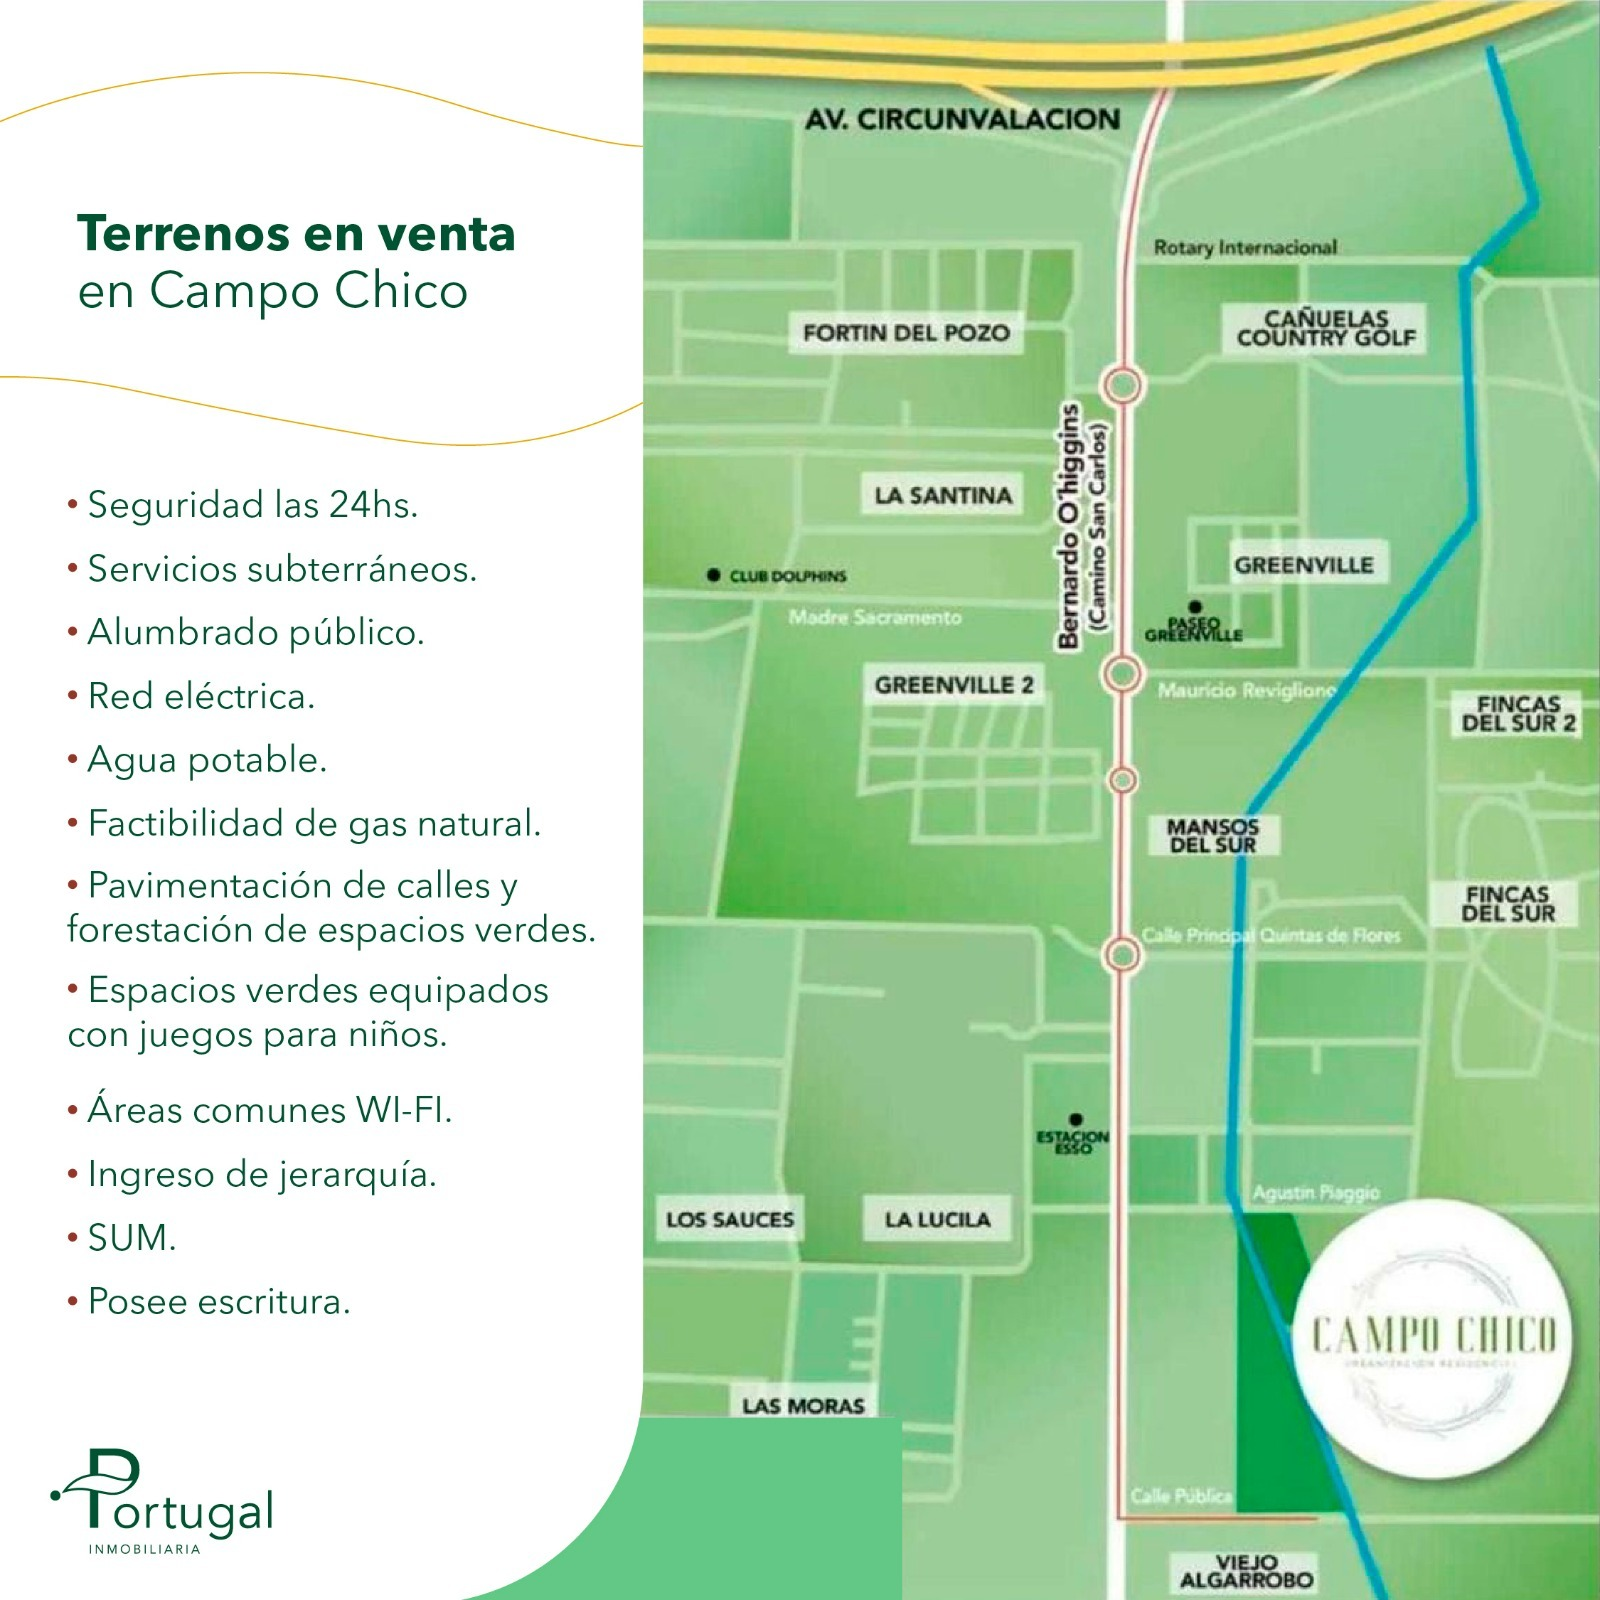 Terrenos en venta
en Campo Chico
• Seguridad las 24hs.
• Servicios subterráneos.
• Alumbrado público.
• Red eléctrica.
• Agua potable.
• Factibilidad de gas natural.
• Pavimentación de calles y
forestación de espacios verdes.
• Espacios verdes equipados
con juegos para niños.
• Áreas comunes WI-FI.
• Ingreso de jerarquía.
• SUM.
• Posee escritura.
Portugal
INMOBILIARIA
AV. CIRCUNVALACION
Rotary Internacional
FORTIN DEL POZO
CAÑUELAS
COUNTRY GOLF
Bernardo O'higgins
(Camino San Carlos)
LA SANTINA
GREENVILLE
CLUB DOLPHINS
Madre Sacramento
PASEO
GREENVILLE
GREENVILLE 2
Mauricio Revigliono
FINCAS
DEL SUR 2
MANSOS
DEL SUR
FINCAS
DEL SUR
Calle Principal Quintas de Flores
ESTACION
ESSO
Agustin Piaggio
LOS SAUCES
LA LUCILA
CAMPO CHICO
URBANIZACIÓN RESIDENCIAL
LAS MORAS
Calle Pública
VIEJO
ALGARROBO